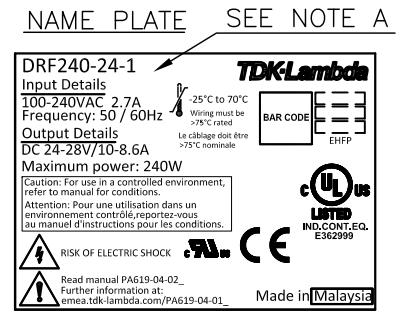 NAME PLATE
SEE NOTE A
DRF240-24-1
Input Details
100-240VAC 2.7A
Frequency: 50 / 60Hz
Output Details
DC 24-28V/10-8.6A
Maximum power: 240W
Caution: For use in a controlled environment,
refer to manual for conditions.
Attention: Pour une utilisation dans un
environnement contrôlé,reportez-vous
au manuel d'instructions pour les conditions.
RISK OF ELECTRIC SHOCK
Read manual PA619-04-02_
Further information at:
emea.tdk-lambda.com/PA619-04-01_
-25°C to 70°C
Wiring must be
>75°C rated
Le câblage doit être
>75°C nominale
TDK-Lambda
BAR CODE
EHFP
c UL us
LISTED
IND.CONT.EQ.
E362999
c RU us
CE
Made in Malaysia